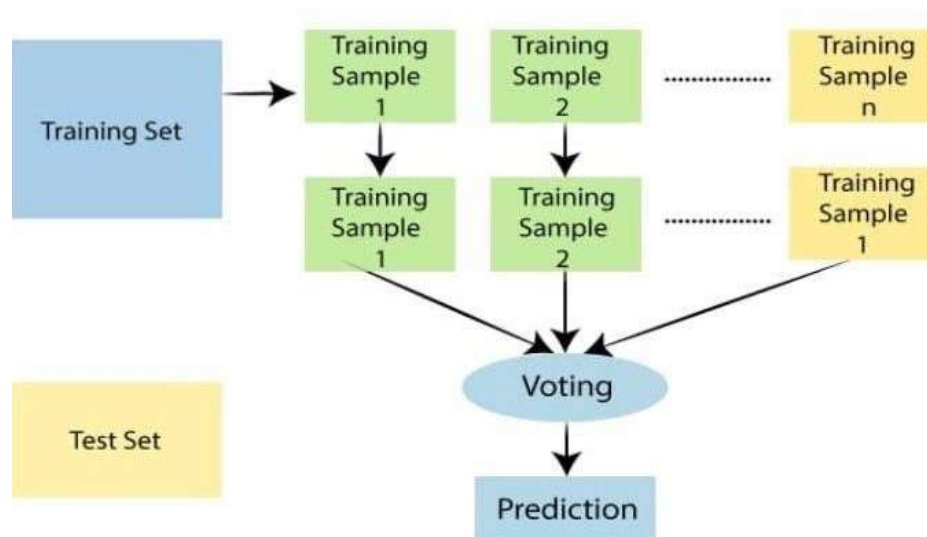 Training Set
Training
Sample
1
Training
Sample
2
Training
Sample
n
Training
Sample
1
Training
Sample
2
Training
Sample
1
Voting
Test Set
Prediction